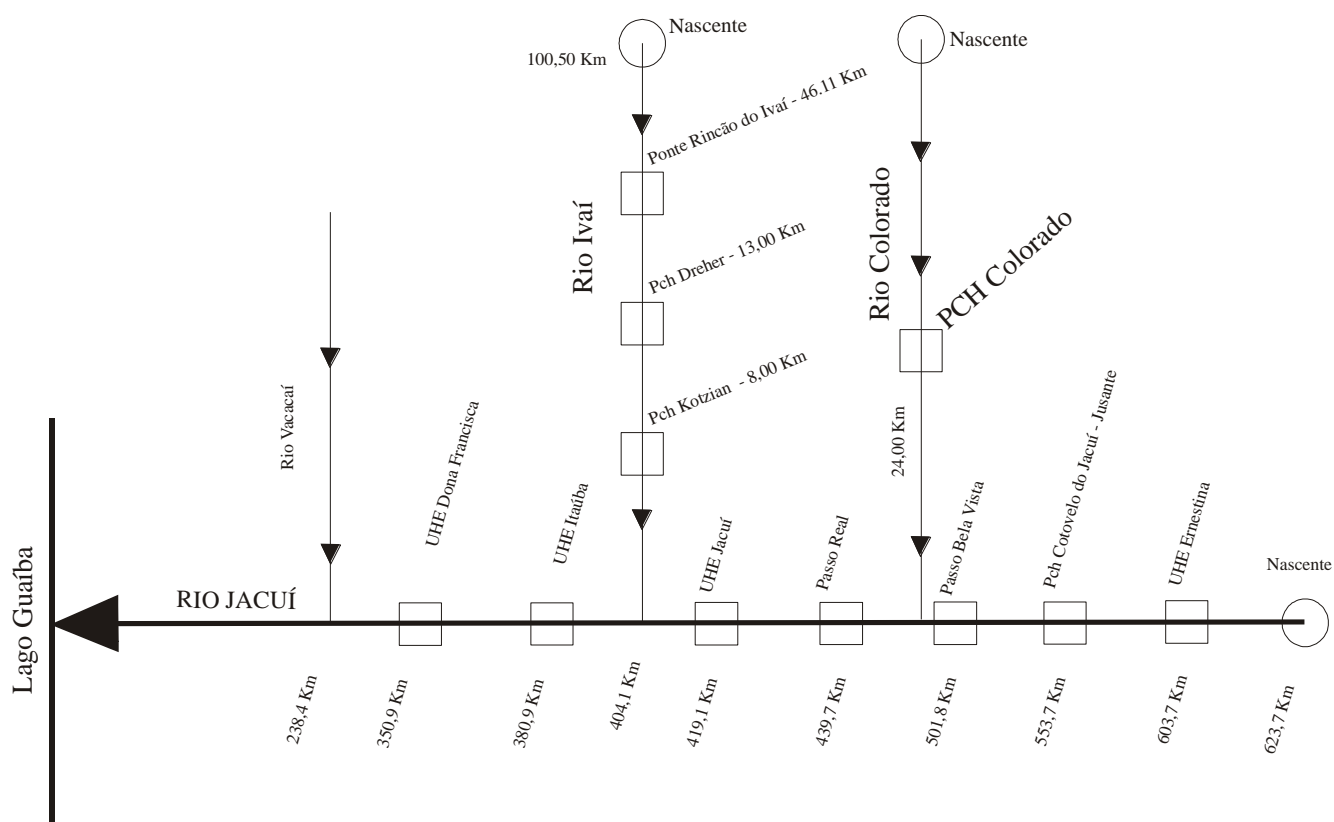 Nascente
Nascente
100,50 Km
Ponte Rincão do Ivaí - 46.11 Km
Rio Ivaí
Pch Dreher - 13,00 Km
Rio Colorado
PCH Colorado
Pch Kotzian - 8,00 Km
24,00 Km
Rio Vacacaí
UHE Dona Francisca
UHE Itaúba
UHE Jacuí
Passo Real
Passo Bela Vista
Pch Cotovelo do Jacuí - Jusante
UHE Ernestina
Nascente
RIO JACUÍ
Lago Guaíba
238,4 Km
350,9 Km
380,9 Km
404,1 Km
419,1 Km
439,7 Km
501,8 Km
553,7 Km
603,7 Km
623,7 Km